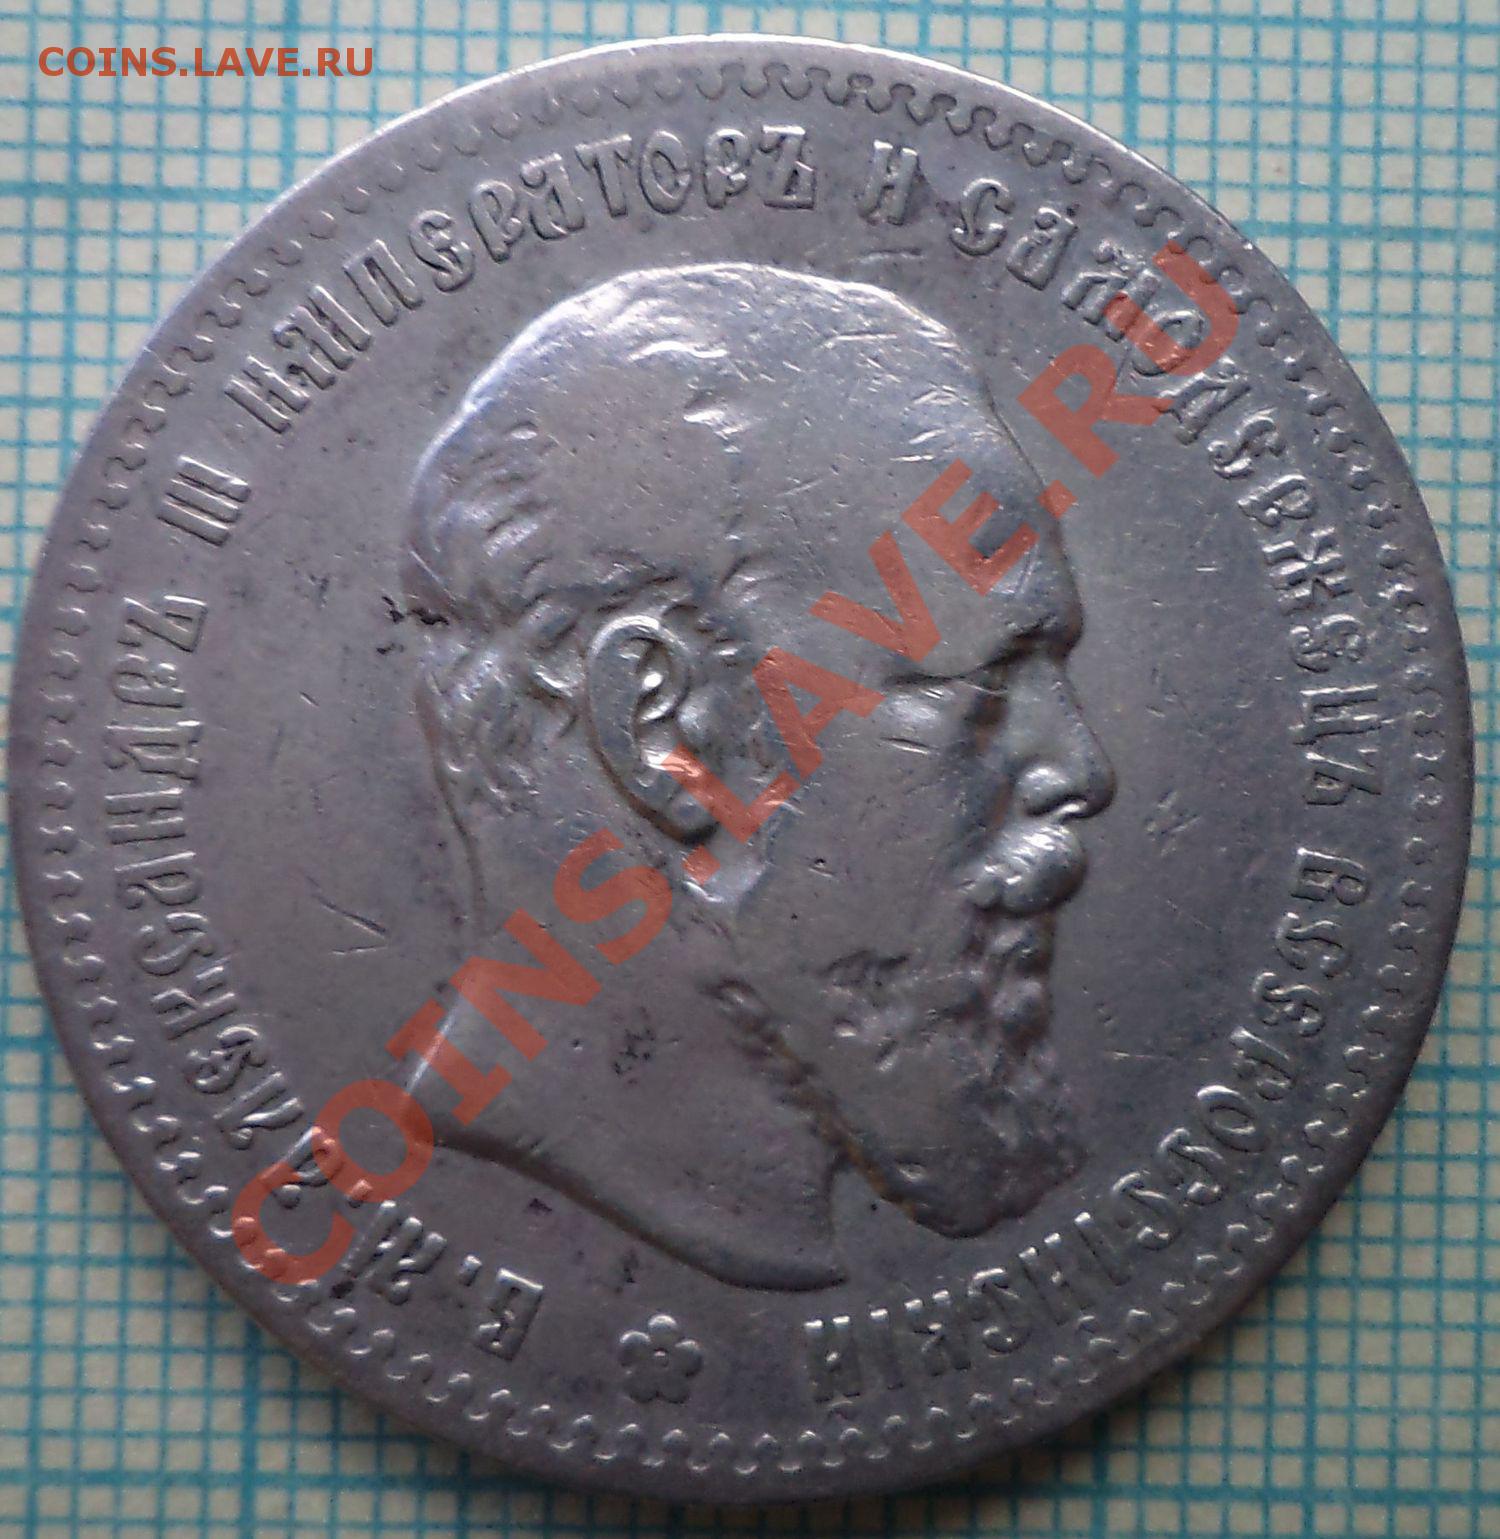 COINS.LAVE.RU
Б. М. АЛЕКСАНДРЪ III ИМПЕРАТОРЪ И САМОДЕРЖЕЦЪ ВСЕРОССІЙСКІЙ
COINS.LAVE.RU